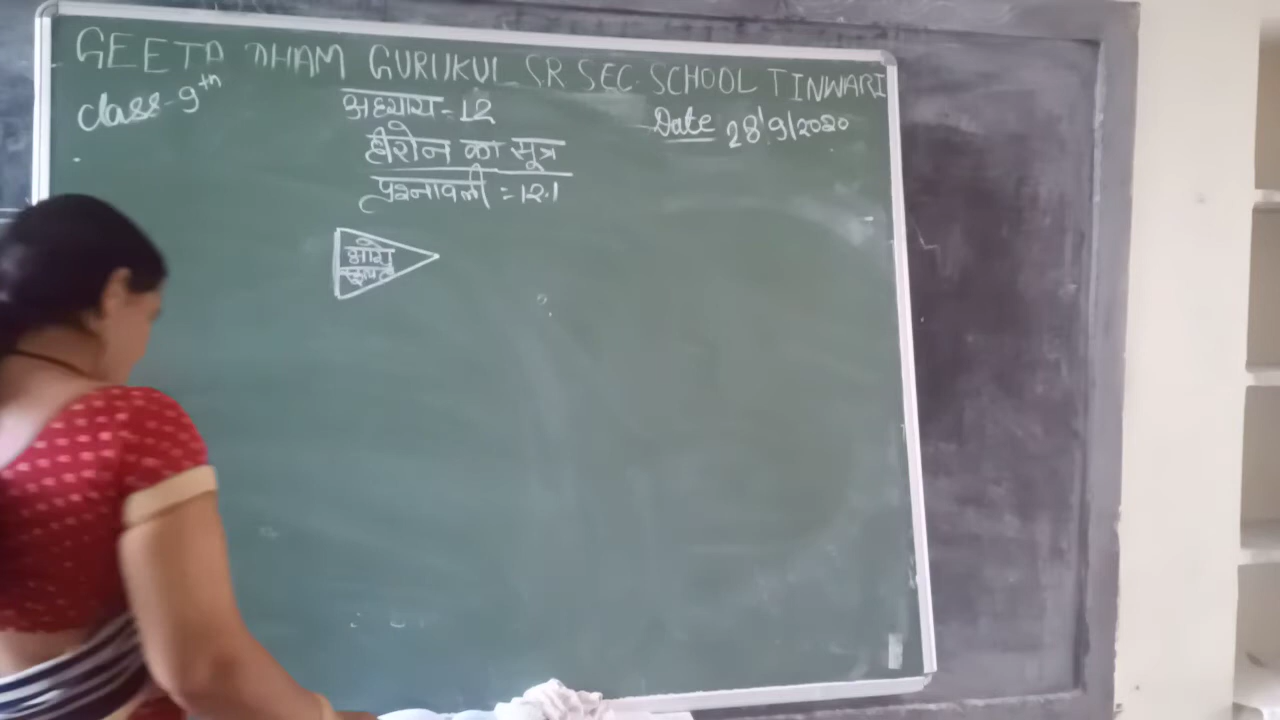 GEETA DHAM GURUKUL SR SEC. SCHOOL TINWARI
Class-9th
अध्याय-12
Date 28/9/2020
हीरोन का सूत्र
प्रश्नावली =12.1